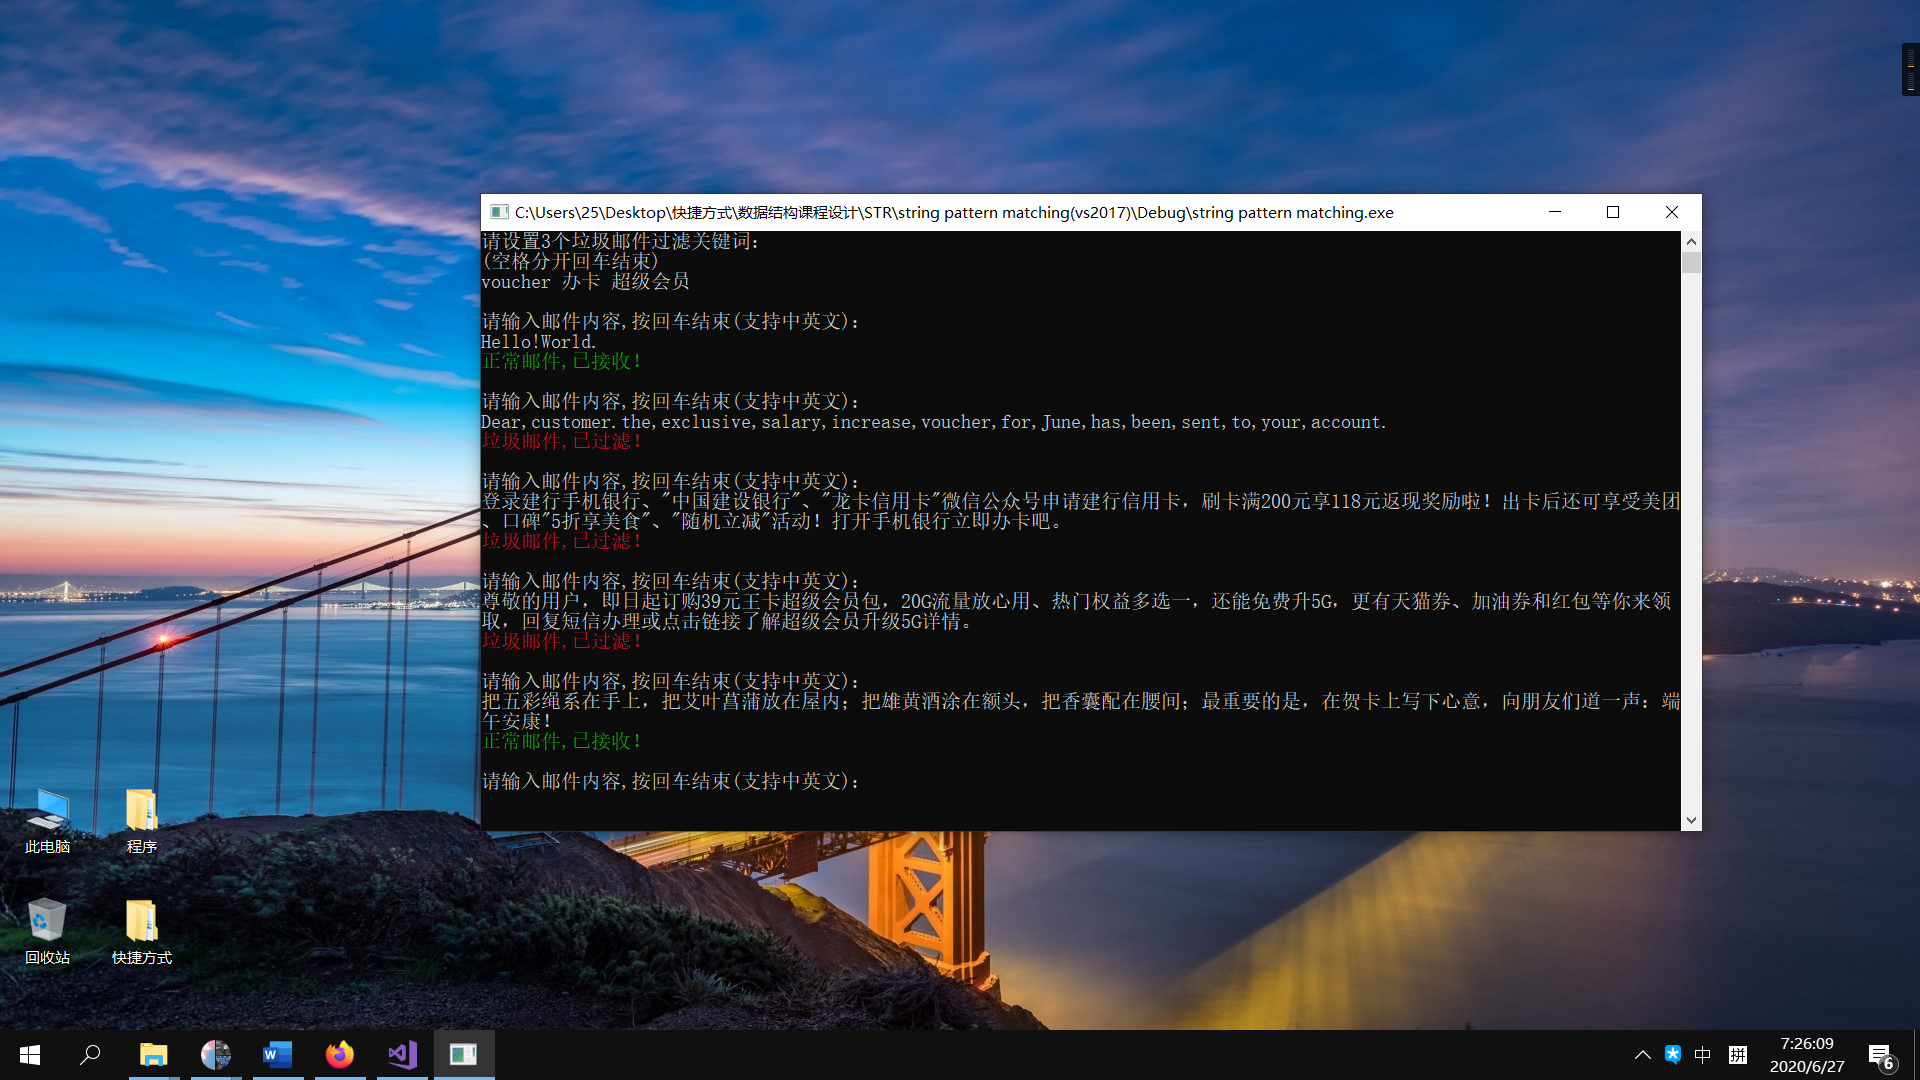 C:\Users\25\Desktop\快捷方式\数据结构课程设计\STR\string pattern matching(vs2017)\Debug\string pattern matching.exe
请设置3个垃圾邮件过滤关键词:
(空格分开回车结束)
voucher 办卡 超级会员
请输入邮件内容,按回车结束(支持中英文):
Hello!World.
正常邮件,已接收!
请输入邮件内容,按回车结束(支持中英文):
Dear,customer.the,exclusive,salary,increase,voucher,for,June,has,been,sent,to,your,account.
垃圾邮件,已过滤!
请输入邮件内容,按回车结束(支持中英文):
登录建行手机银行、"中国建设银行"、"龙卡信用卡"微信公众号申请建行信用卡，刷卡满200元享118元返现奖励啦！出卡后还可享受美团
、口碑"5折享美食"、"随机立减"活动！打开手机银行立即办卡吧。
垃圾邮件,已过滤!
请输入邮件内容,按回车结束(支持中英文):
尊敬的用户，即日起订购39元王卡超级会员包，20G流量放心用、热门权益多选一，还能免费升5G，更有天猫券、加油券和红包等你来领
取，回复短信办理或点击链接了解超级会员升级5G详情。
垃圾邮件,已过滤!
请输入邮件内容,按回车结束(支持中英文):
把五彩绳系在手上，把艾叶菖蒲放在屋内；把雄黄酒涂在额头，把香囊配在腰间；最重要的是，在贺卡上写下心意，向朋友们道一声：端
午安康！
正常邮件,已接收!
请输入邮件内容,按回车结束(支持中英文):
此电脑
程序
回收站
快捷方式
W
中
拼
7:26:09
2020/6/27
6